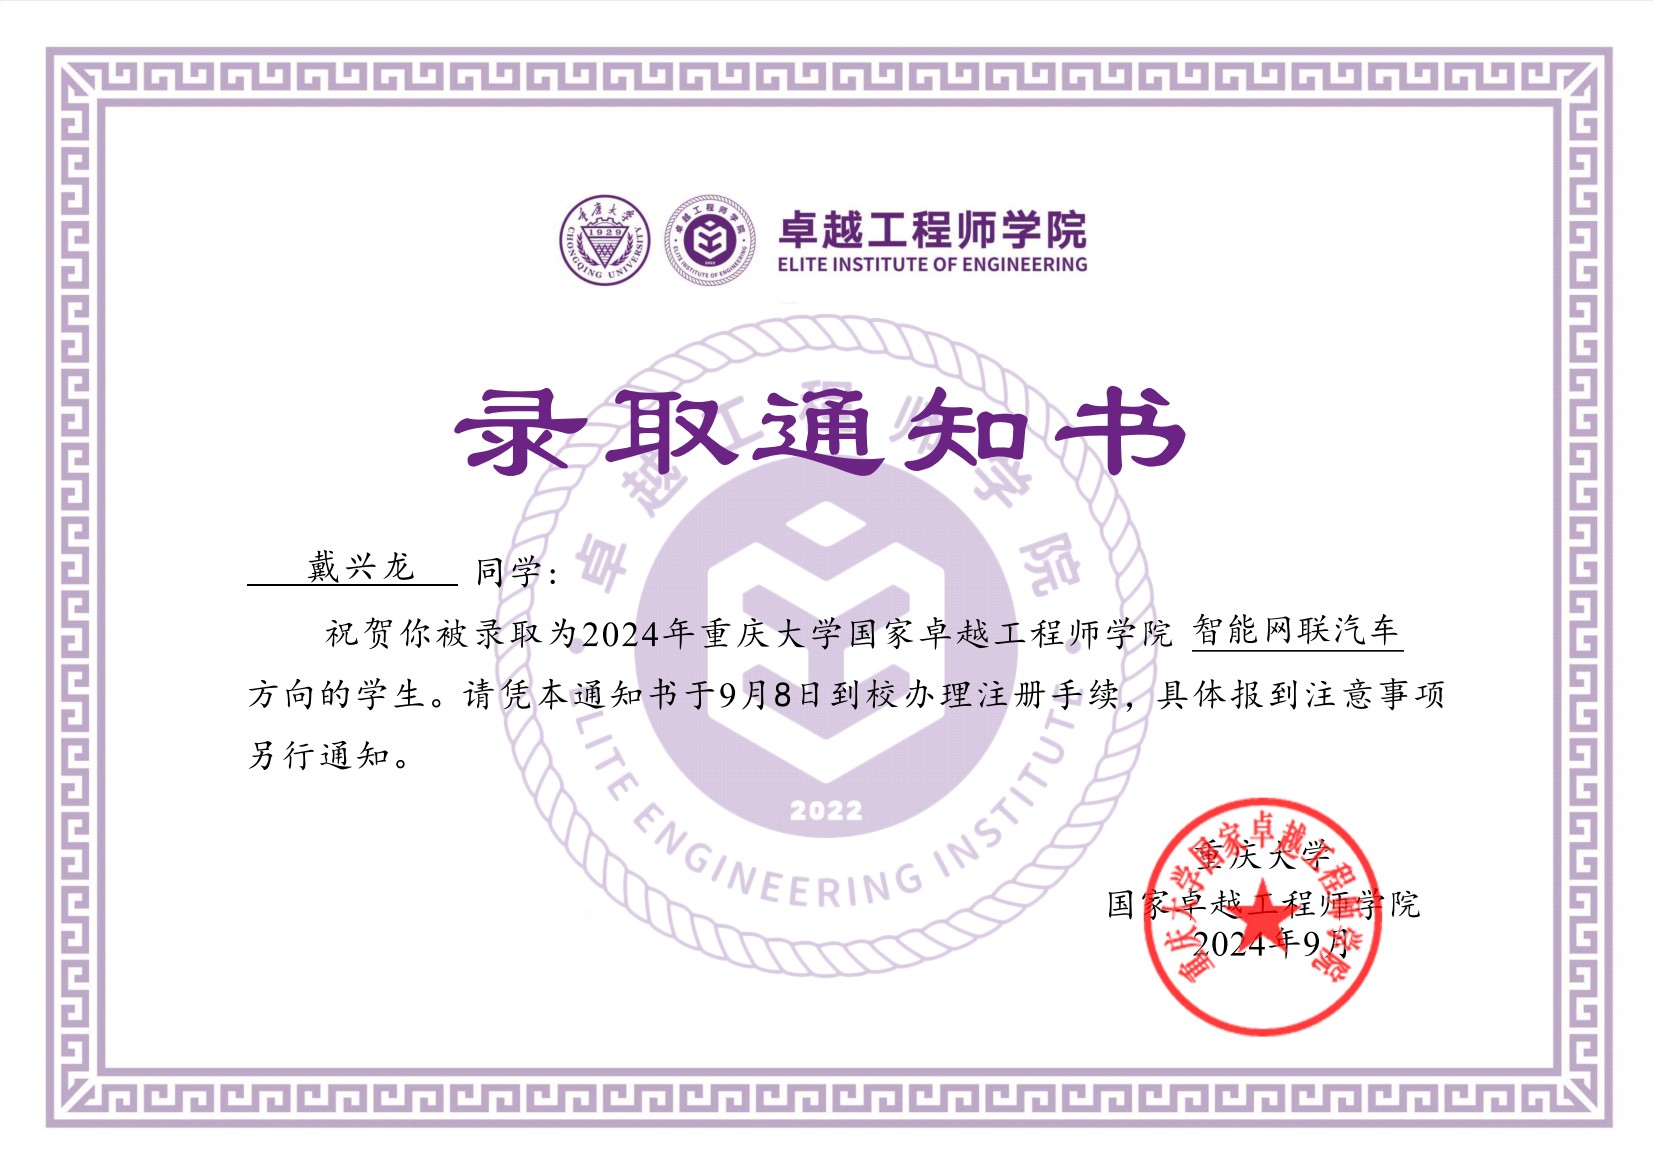 重庆大学
1929
CHONGQING UNIVERSITY
卓越工程师学院
ELITE INSTITUTE OF ENGINEERING
2022
卓越工程师学院
ELITE INSTITUTE OF ENGINEERING
录取通知书
戴兴龙 同学：
祝贺你被录取为2024年重庆大学国家卓越工程师学院 智能网联汽车
方向的学生。请凭本通知书于9月8日到校办理注册手续，具体报到注意事项
另行通知。
卓越工程师学院
2022
ELITE ENGINEERING INSTITUTE
重庆大学
国家卓越工程师学院
2024年9月
重庆大学国家卓越工程师学院